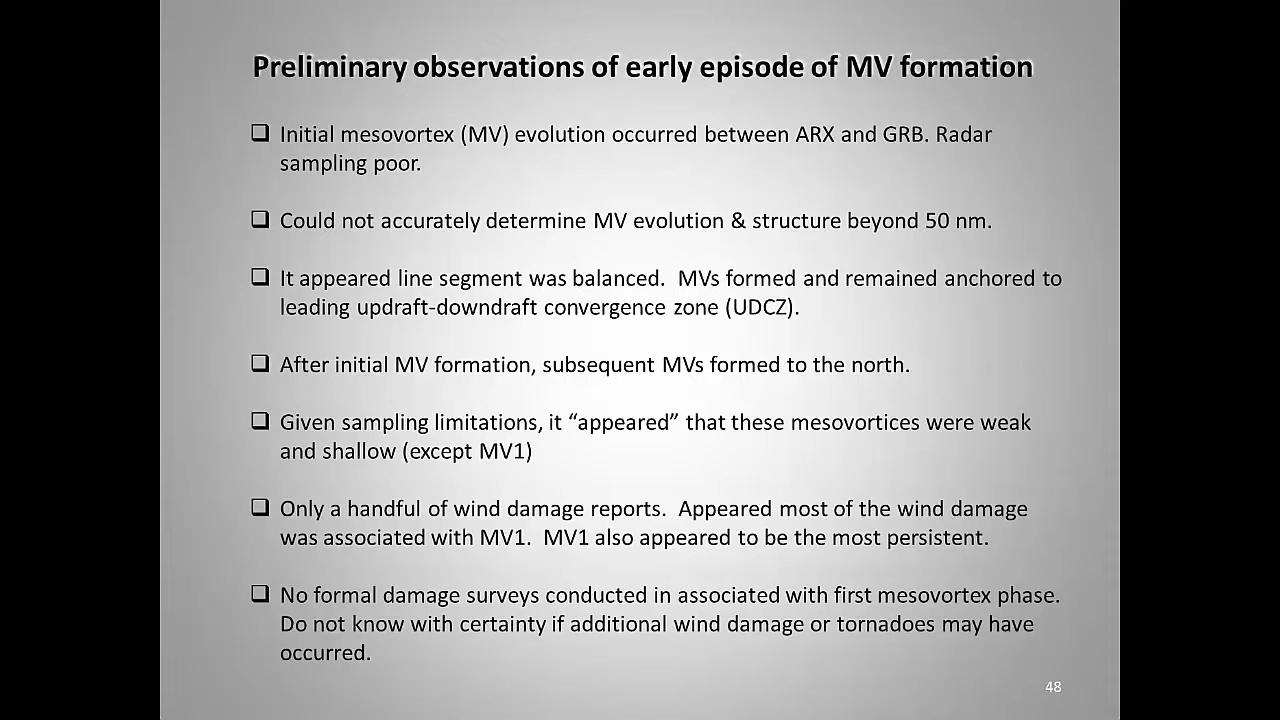 Preliminary observations of early episode of MV formation
❑ Initial mesovortex (MV) evolution occurred between ARX and GRB. Radar
sampling poor.
❑ Could not accurately determine MV evolution & structure beyond 50 nm.
❑ It appeared line segment was balanced.  MVs formed and remained anchored to
leading updraft-downdraft convergence zone (UDCZ).
❑ After initial MV formation, subsequent MVs formed to the north.
❑ Given sampling limitations, it “appeared” that these mesovortices were weak
and shallow (except MV1)
❑ Only a handful of wind damage reports.  Appeared most of the wind damage
was associated with MV1.  MV1 also appeared to be the most persistent.
❑ No formal damage surveys conducted in associated with first mesovortex phase.
Do not know with certainty if additional wind damage or tornadoes may have
occurred.
48